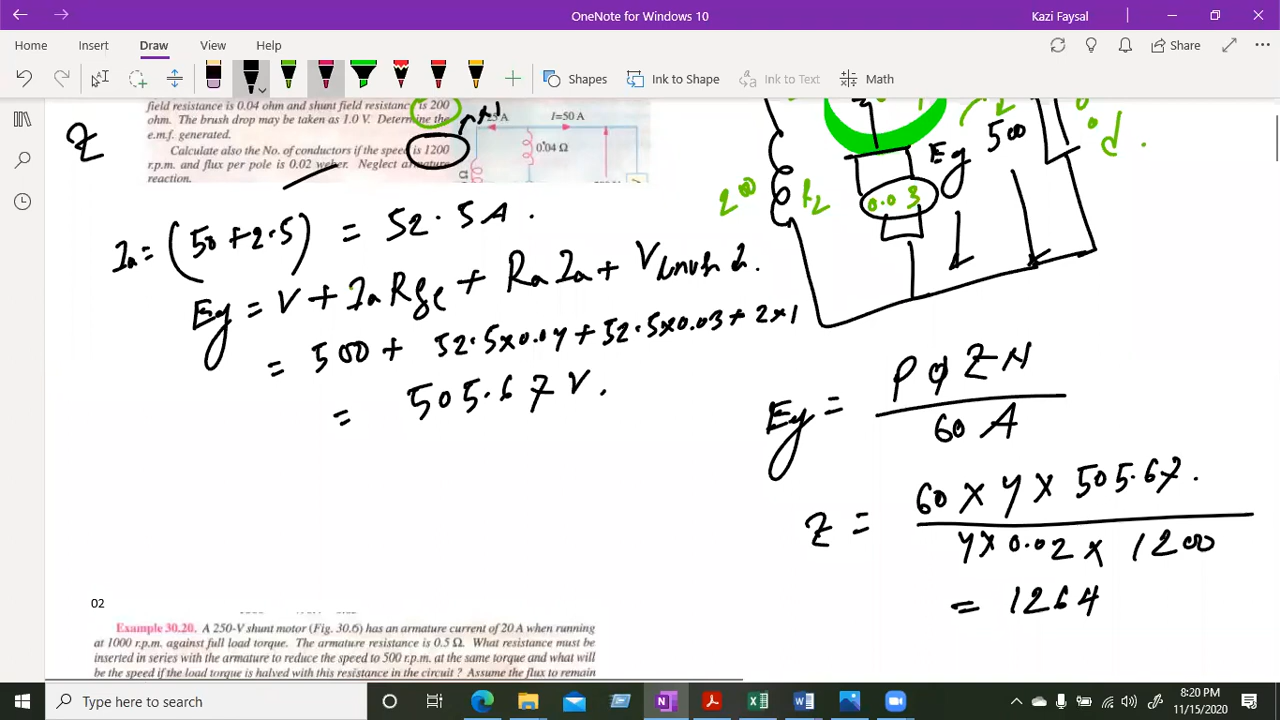 OneNote for Windows 10
Kazi Faysal
Home Insert Draw View Help
Share
Shapes Ink to Shape Ink to Text Math
field resistance is 0.04 ohm and shunt field resistance is 200
ohm. The brush drop may be taken as 1.0 V. Determine the
e.m.f. generated.
Calculate also the No. of conductors if the speed is 1200
r.p.m. and flux per pole is 0.02 weber. Neglect armature
reaction.
I=50 A
0.04 Ω
Z
Ia = (50 + 2.5) = 52.5 A.
Eg = V + Ia Rse + Ra Ia + V brush 2.
= 500 + 52.5 x 0.04 + 52.5 x 0.03 + 2 x 1
= 505.67 V.
200
0.03
Eg
500
Eg = PφZN
60 A
Z = 60 x 4 x 505.67.
4 x 0.02 x 1200
= 1264
02
Example 30.20. A 250-V shunt motor (Fig. 30.6) has an armature current of 20 A when running
at 1000 r.p.m. against full load torque. The armature resistance is 0.5 Ω. What resistance must be
inserted in series with the armature to reduce the speed to 500 r.p.m. at the same torque and what will
be the speed if the load torque is halved with this resistance in the circuit ? Assume the flux to remain
Type here to search
8:20 PM
11/15/2020